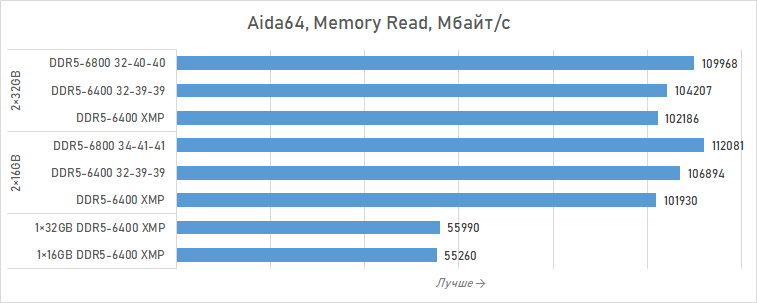 Aida64, Memory Read, Мбайт/с
2×32GB
DDR5-6800 32-40-40 109968
DDR5-6400 32-39-39 104207
DDR5-6400 XMP 102186
2×16GB
DDR5-6800 34-41-41 112081
DDR5-6400 32-39-39 106894
DDR5-6400 XMP 101930
1×32GB DDR5-6400 XMP 55990
1×16GB DDR5-6400 XMP 55260
Лучше→